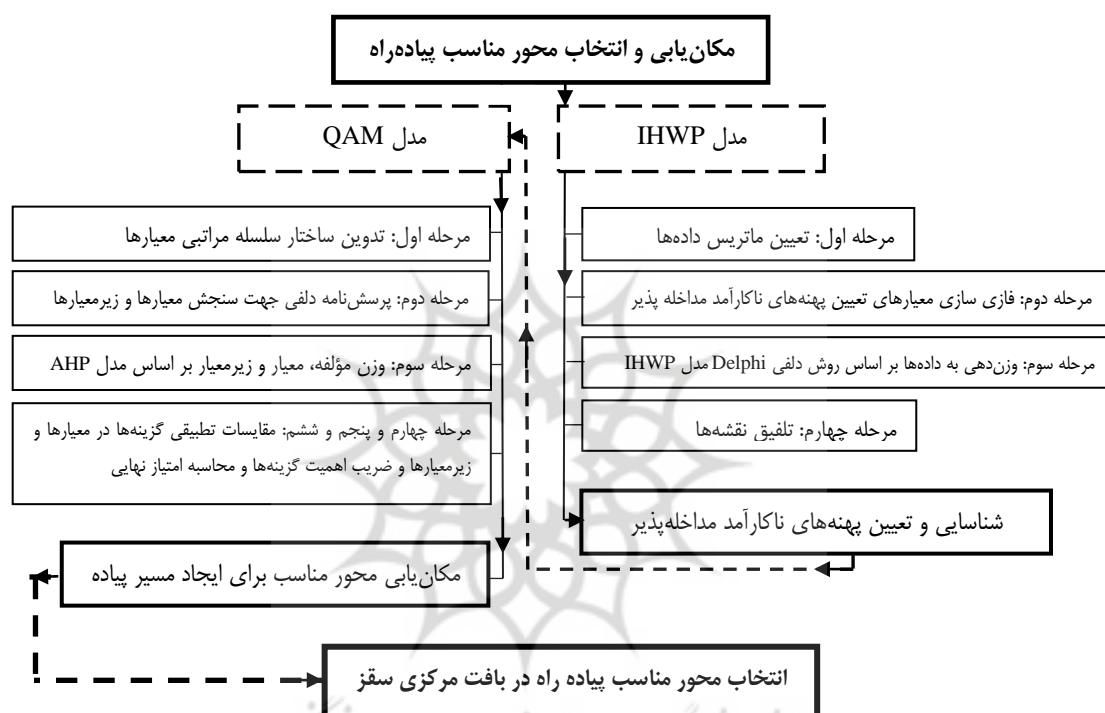 مکان‌یابی و انتخاب محور مناسب پیاده‌راه
مدل IHWP
مدل QAM
مرحله اول: تعیین ماتریس داده‌ها
مرحله دوم: فازی سازی معیارهای تعیین پهنه‌های ناکارآمد مداخله پذیر
مرحله سوم: وزن‌دهی به داده‌ها بر اساس روش دلفی Delphi مدل IHWP
مرحله چهارم: تلفیق نقشه‌ها
شناسایی و تعیین پهنه‌های ناکارآمد مداخله‌پذیر
مرحله اول: تدوین ساختار سلسله مراتبی معیارها
مرحله دوم: پرسش‌نامه دلفی جهت سنجش معیارها و زیرمعیارها
مرحله سوم: وزن مؤلفه، معیار و زیرمعیار بر اساس مدل AHP
مرحله چهارم و پنجم و ششم: مقایسات تطبیقی گزینه‌ها در معیارها و
زیرمعیارها و ضریب اهمیت گزینه‌ها و محاسبه امتیاز نهایی
مکان‌یابی محور مناسب برای ایجاد مسیر پیاده
انتخاب محور مناسب پیاده راه در بافت مرکزی سقز